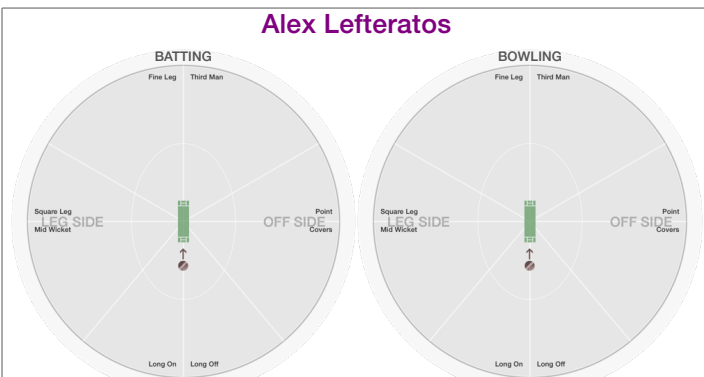 Alex Lefteratos
BATTING
Fine Leg Third Man
Square Leg
LEG SIDE
Mid Wicket
Point
OFF SIDE
Covers
Long On Long Off
BOWLING
Fine Leg Third Man
Square Leg
LEG SIDE
Mid Wicket
Point
OFF SIDE
Covers
Long On Long Off